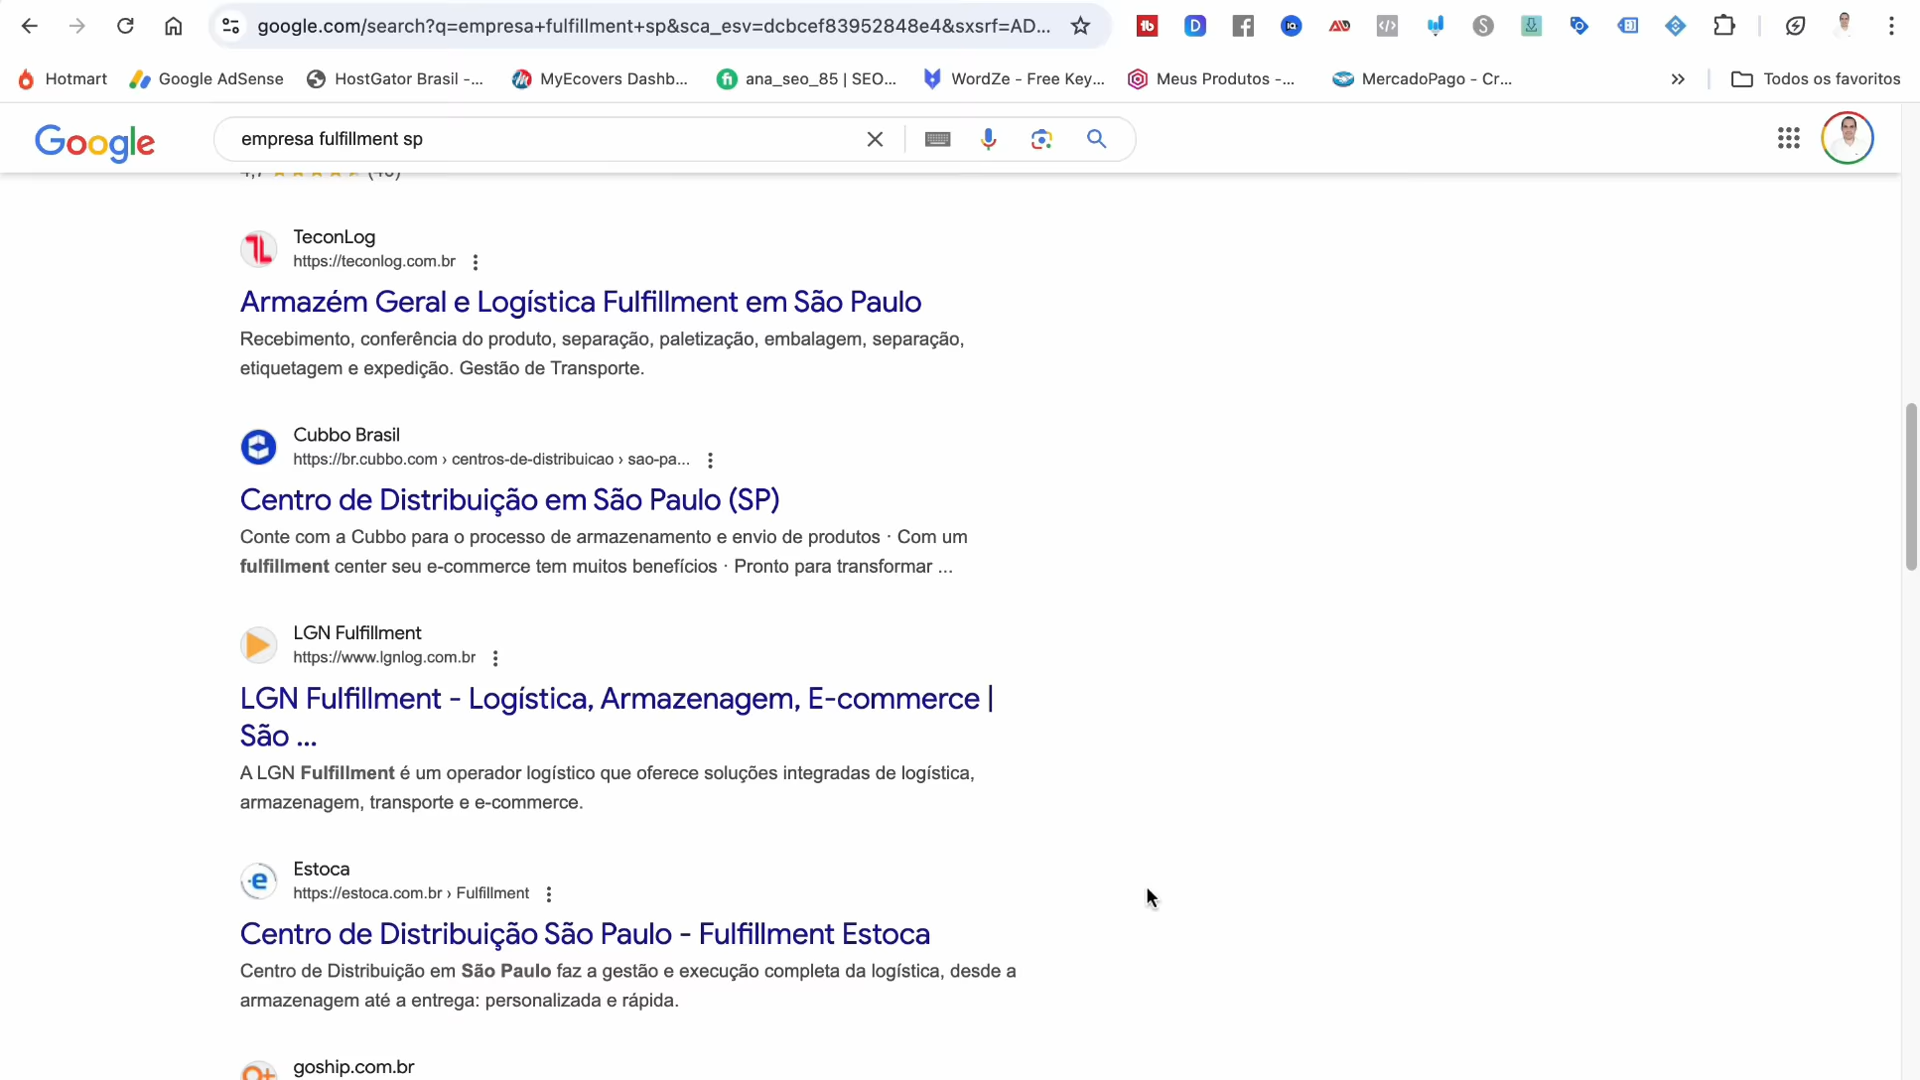 google.com/search?q=empresa+fulfillment+sp&sca_esv=dcbcef83952848e4&sxsrf=AD...
Hotmart
Google AdSense
HostGator Brasil -...
MyEcovers Dashb...
ana_seo_85 | SEO...
WordZe - Free Key...
Meus Produtos -...
MercadoPago - Cr...
Todos os favoritos
Google
empresa fulfillment sp
TeconLog
https://teconlog.com.br
Armazém Geral e Logística Fulfillment em São Paulo
Recebimento, conferência do produto, separação, paletização, embalagem, separação,
etiquetagem e expedição. Gestão de Transporte.
Cubbo Brasil
https://br.cubbo.com › centros-de-distribuicao › sao-pa...
Centro de Distribuição em São Paulo (SP)
Conte com a Cubbo para o processo de armazenamento e envio de produtos · Com um
fulfillment center seu e-commerce tem muitos benefícios · Pronto para transformar ...
LGN Fulfillment
https://www.lgnlog.com.br
LGN Fulfillment - Logística, Armazenagem, E-commerce |
São ...
A LGN Fulfillment é um operador logístico que oferece soluções integradas de logística,
armazenagem, transporte e e-commerce.
Estoca
https://estoca.com.br › Fulfillment
Centro de Distribuição São Paulo - Fulfillment Estoca
Centro de Distribuição em São Paulo faz a gestão e execução completa da logística, desde a
armazenagem até a entrega: personalizada e rápida.
goship.com.br